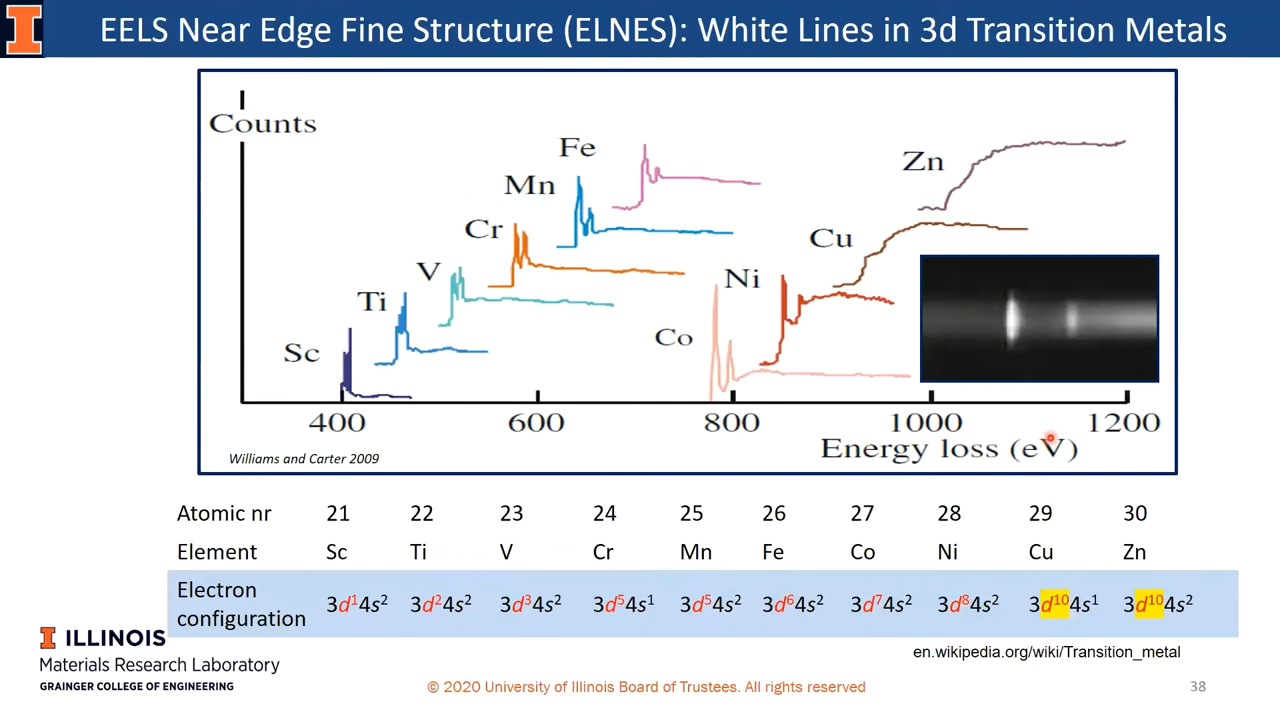 EELS Near Edge Fine Structure (ELNES): White Lines in 3d Transition Metals
Counts
Fe
Zn
Mn
Cr
Cu
V
Ni
Ti
Co
Sc
400 600 800 1000 1200
Energy loss (eV)
Williams and Carter 2009
Atomic nr 21 22 23 24 25 26 27 28 29 30
Element Sc Ti V Cr Mn Fe Co Ni Cu Zn
Electron configuration 3d¹4s² 3d²4s² 3d³4s² 3d⁵4s¹ 3d⁵4s² 3d⁶4s² 3d⁷4s² 3d⁸4s² 3d¹⁰4s¹ 3d¹⁰4s²
I ILLINOIS
Materials Research Laboratory
GRAINGER COLLEGE OF ENGINEERING
en.wikipedia.org/wiki/Transition_metal
© 2020 University of Illinois Board of Trustees. All rights reserved
38